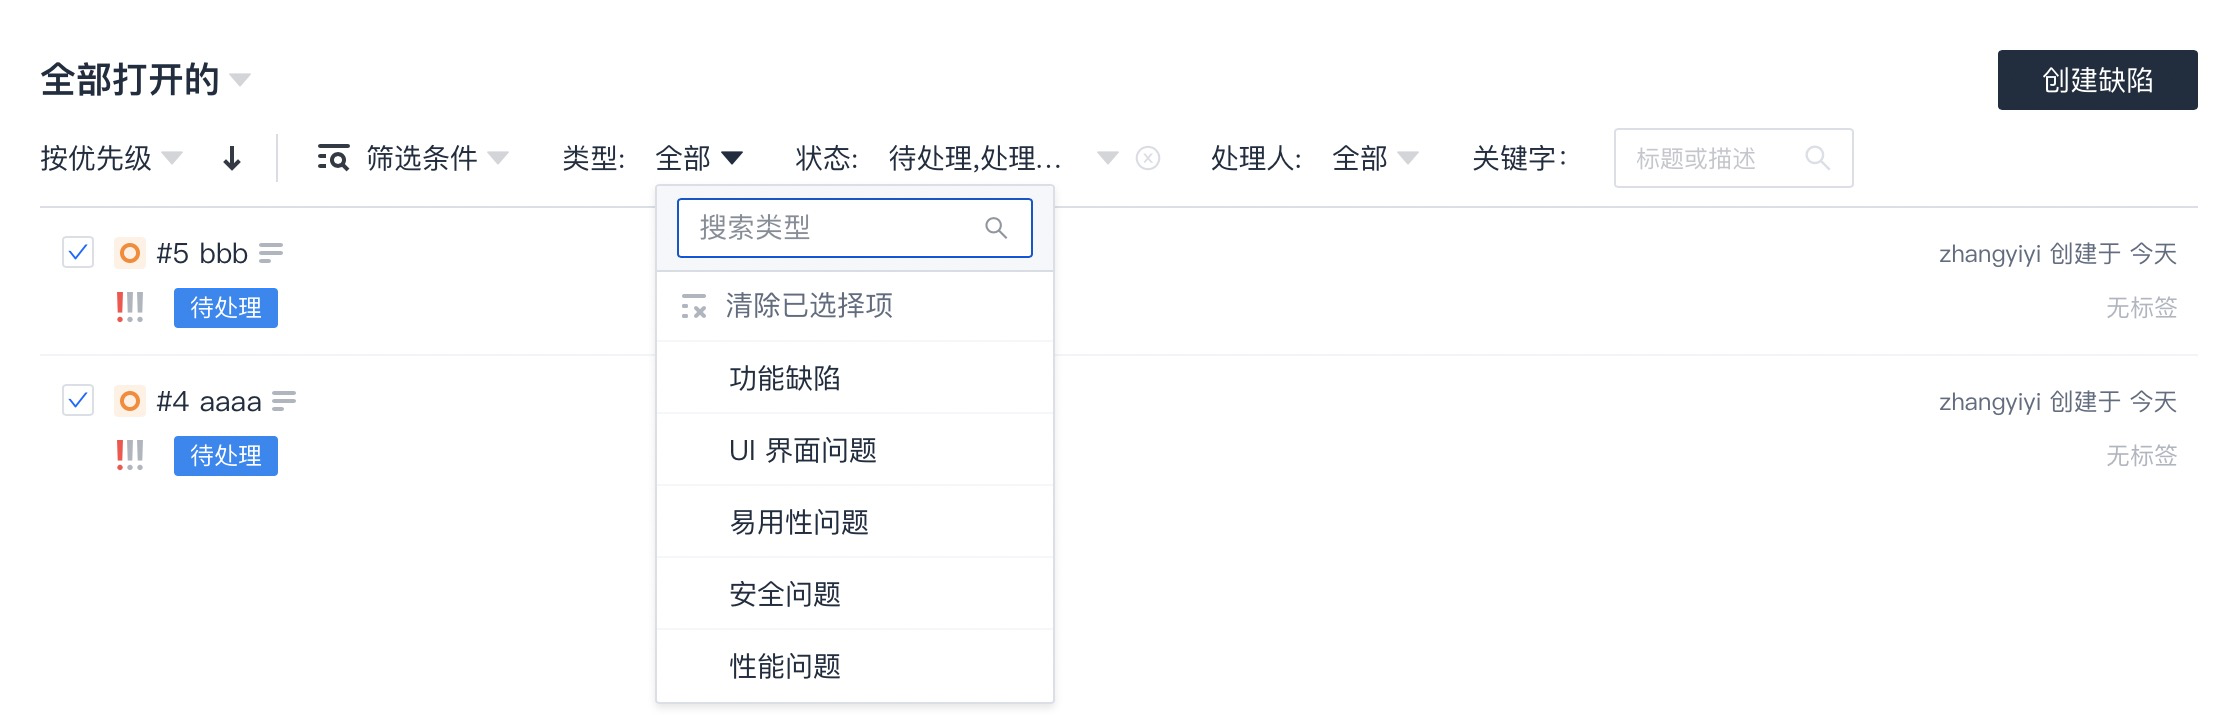 全部打开的
创建缺陷
按优先级 筛选条件 类型: 全部 状态: 待处理,处理... 处理人: 全部 关键字: 标题或描述
搜索类型
清除已选择项
功能缺陷
UI 界面问题
易用性问题
安全问题
性能问题
#5 bbb
zhangyiyi 创建于 今天
待处理
无标签
#4 aaaa
zhangyiyi 创建于 今天
待处理
无标签